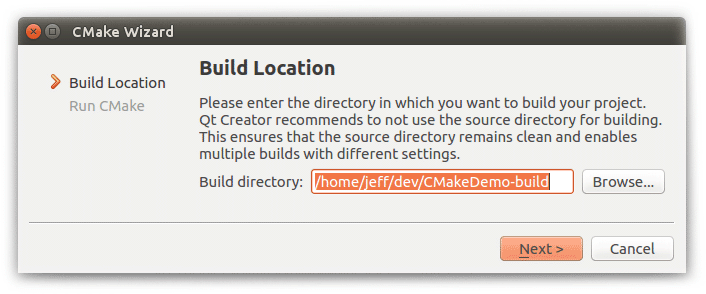 CMake Wizard
Build Location
Run CMake
Build Location
Please enter the directory in which you want to build your project.
Qt Creator recommends to not use the source directory for building.
This ensures that the source directory remains clean and enables
multiple builds with different settings.
Build directory: /home/jeff/dev/CMakeDemo-build Browse...
Next > Cancel